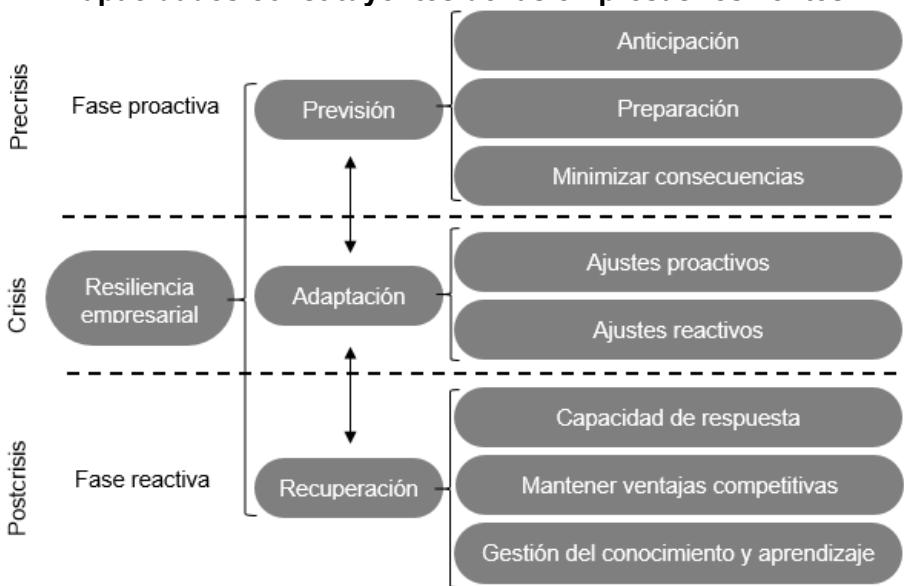 Precrisis
Fase proactiva
Previsión
Anticipación
Preparación
Minimizar consecuencias
Crisis
Resiliencia
empresarial
Adaptación
Ajustes proactivos
Ajustes reactivos
Postcrisis
Fase reactiva
Recuperación
Capacidad de respuesta
Mantener ventajas competitivas
Gestión del conocimiento y aprendizaje